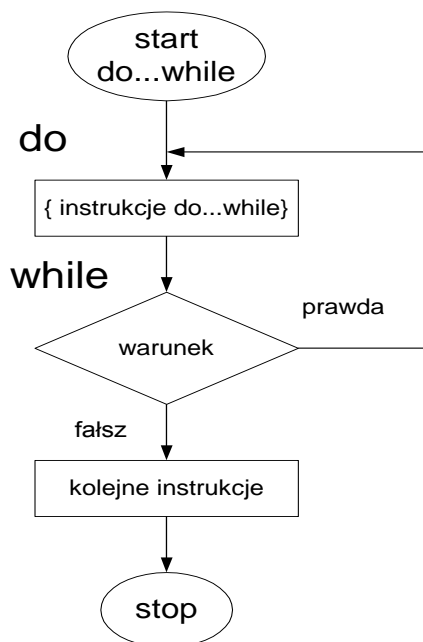 start
do...while
do
{ instrukcje do...while}
while
prawda
warunek
fałsz
kolejne instrukcje
stop